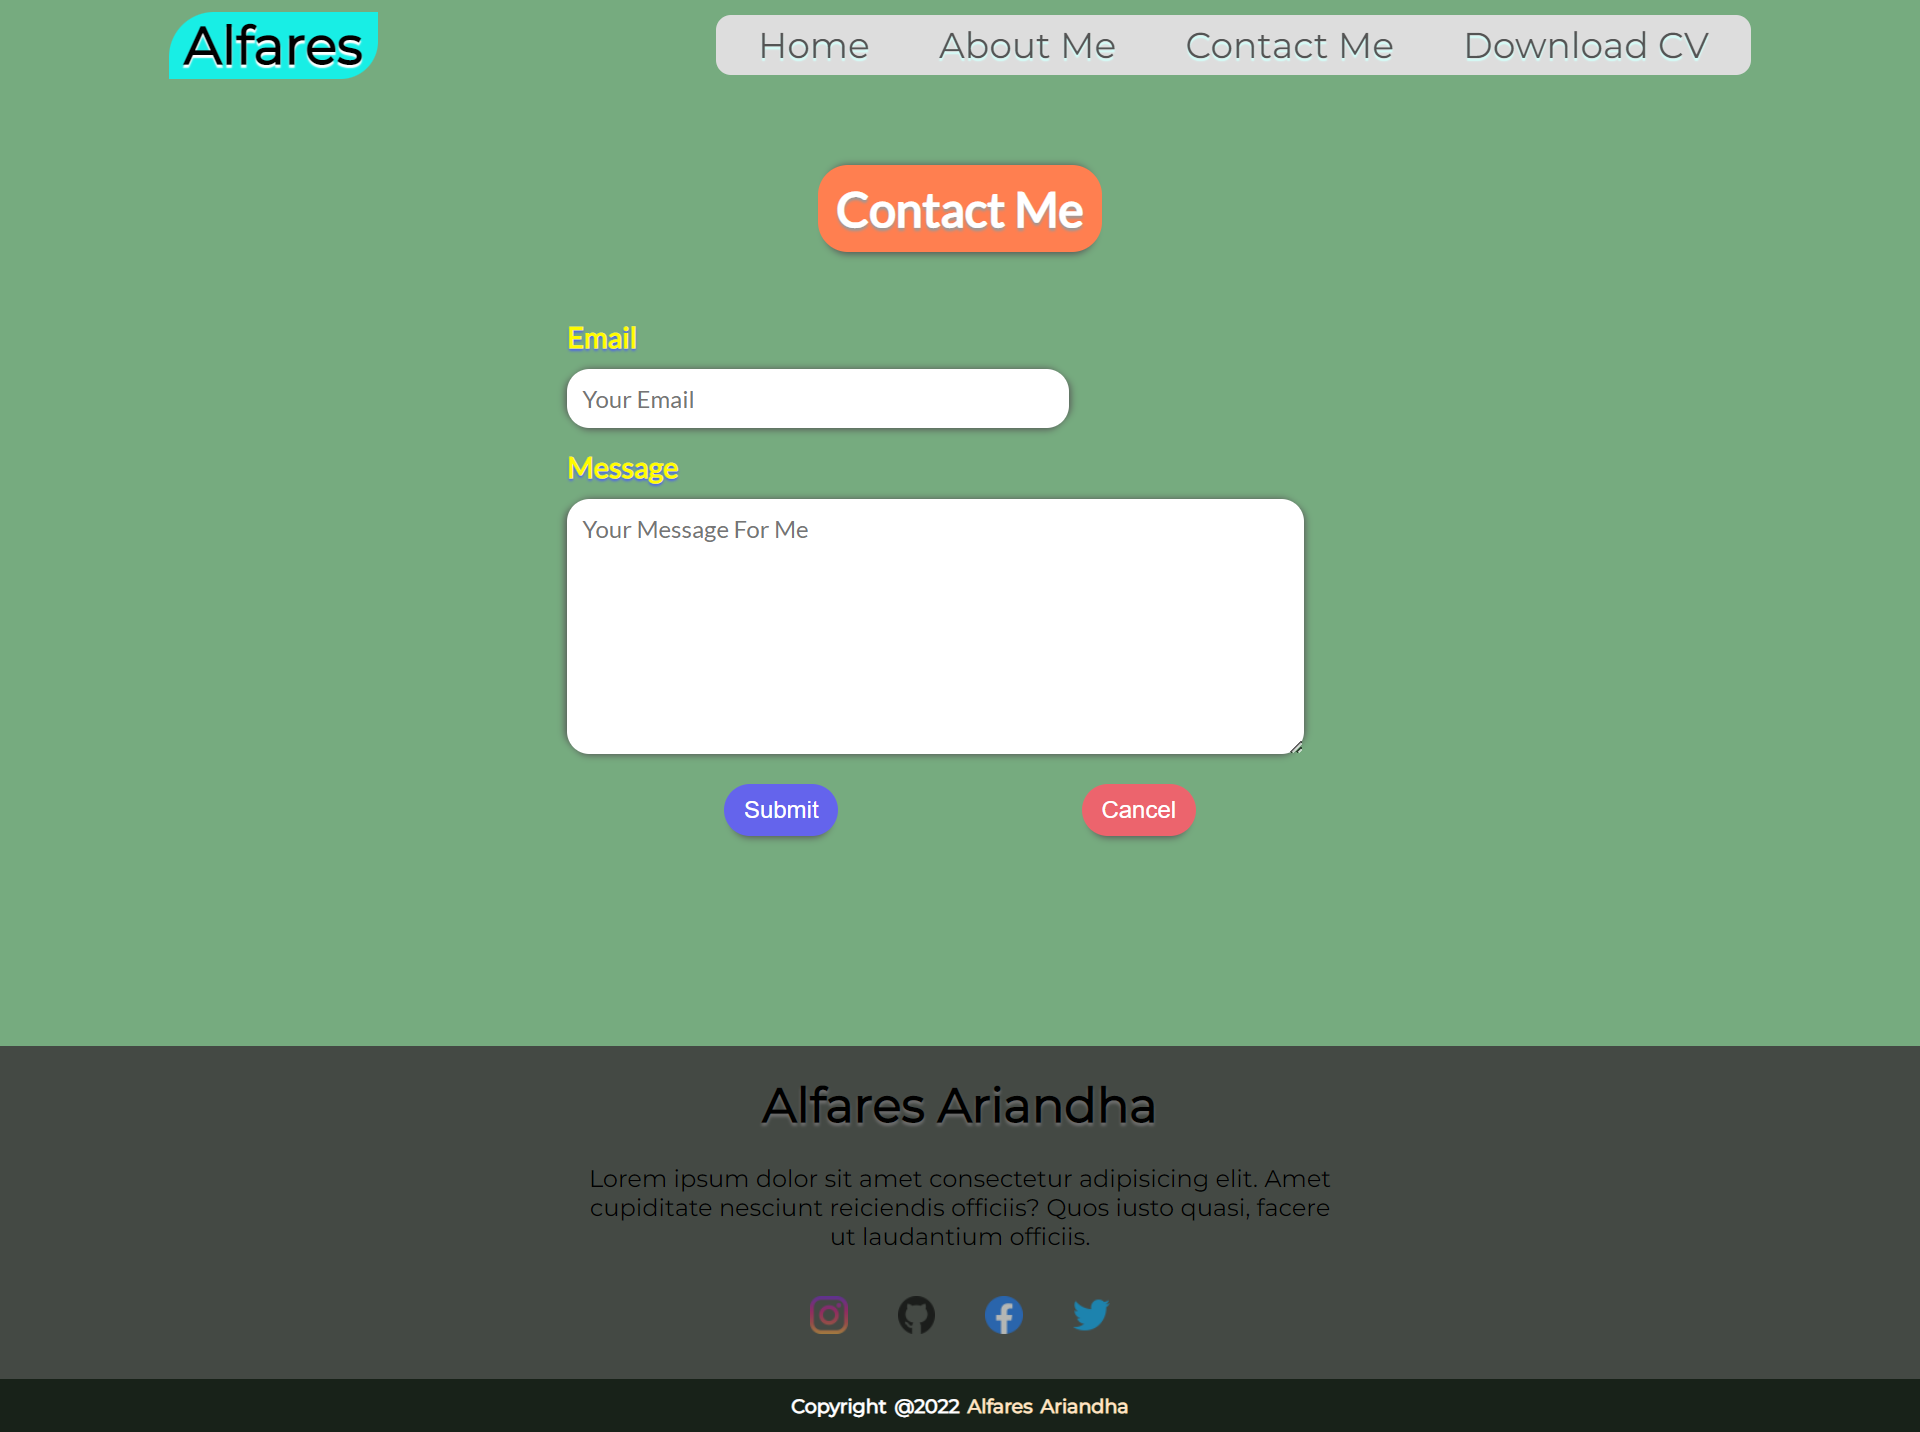 Alfares
Home About Me Contact Me Download CV
Contact Me
Email
Your Email
Message
Your Message For Me
Submit Cancel
Alfares Ariandha
Lorem ipsum dolor sit amet consectetur adipisicing elit. Amet
cupiditate nesciunt reiciendis officiis? Quos iusto quasi, facere
ut laudantium officiis.
Copyright @2022 Alfares Ariandha